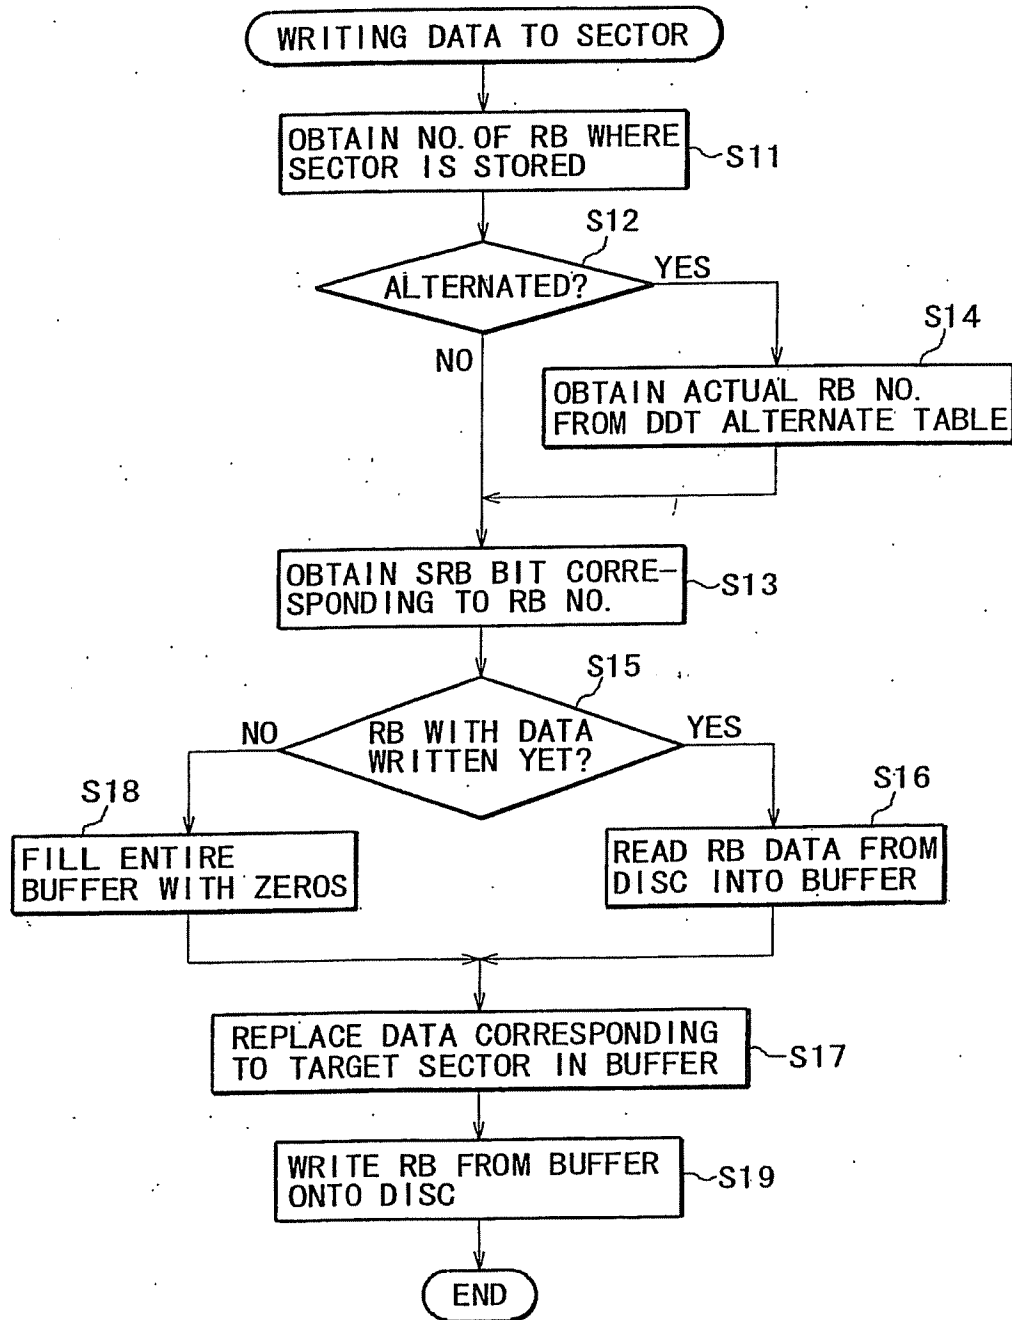 WRITING DATA TO SECTOR
OBTAIN NO. OF RB WHERE
SECTOR IS STORED
S11
S12
ALTERNATED?
YES
NO
S14
OBTAIN ACTUAL RB NO.
FROM DDT ALTERNATE TABLE
OBTAIN SRB BIT CORRE-
SPONDING TO RB NO.
S13
S15
RB WITH DATA
WRITTEN YET?
NO
YES
S18
FILL ENTIRE
BUFFER WITH ZEROS
S16
READ RB DATA FROM
DISC INTO BUFFER
REPLACE DATA CORRESPONDING
TO TARGET SECTOR IN BUFFER
S17
WRITE RB FROM BUFFER
ONTO DISC
S19
END